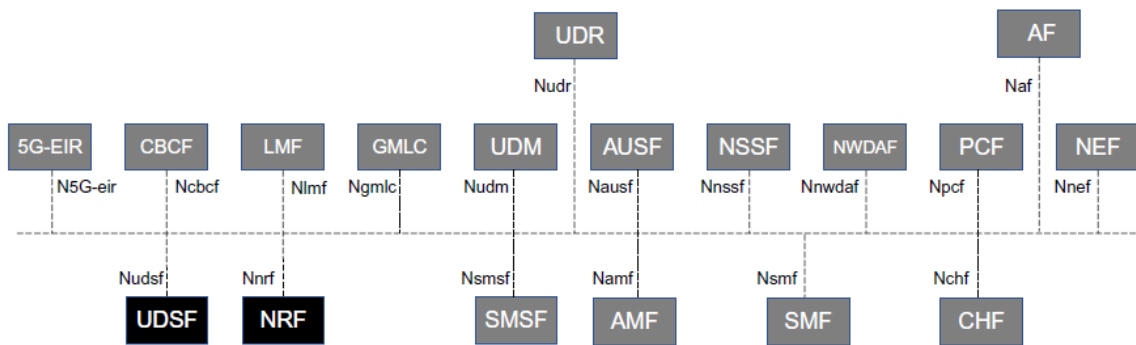 UDR
AF
Nudr
Naf
5G-EIR
CBCF
LMF
GMLC
UDM
AUSF
NSSF
NWDAF
PCF
NEF
N5G-eir
Ncbcf
Nlmf
Ngmlc
Nudm
Nausf
Nnssf
Nnwdaf
Npcf
Nnef
Nudsf
Nnrf
Nsmsf
Namf
Nsmf
Nchf
UDSF
NRF
SMSF
AMF
SMF
CHF